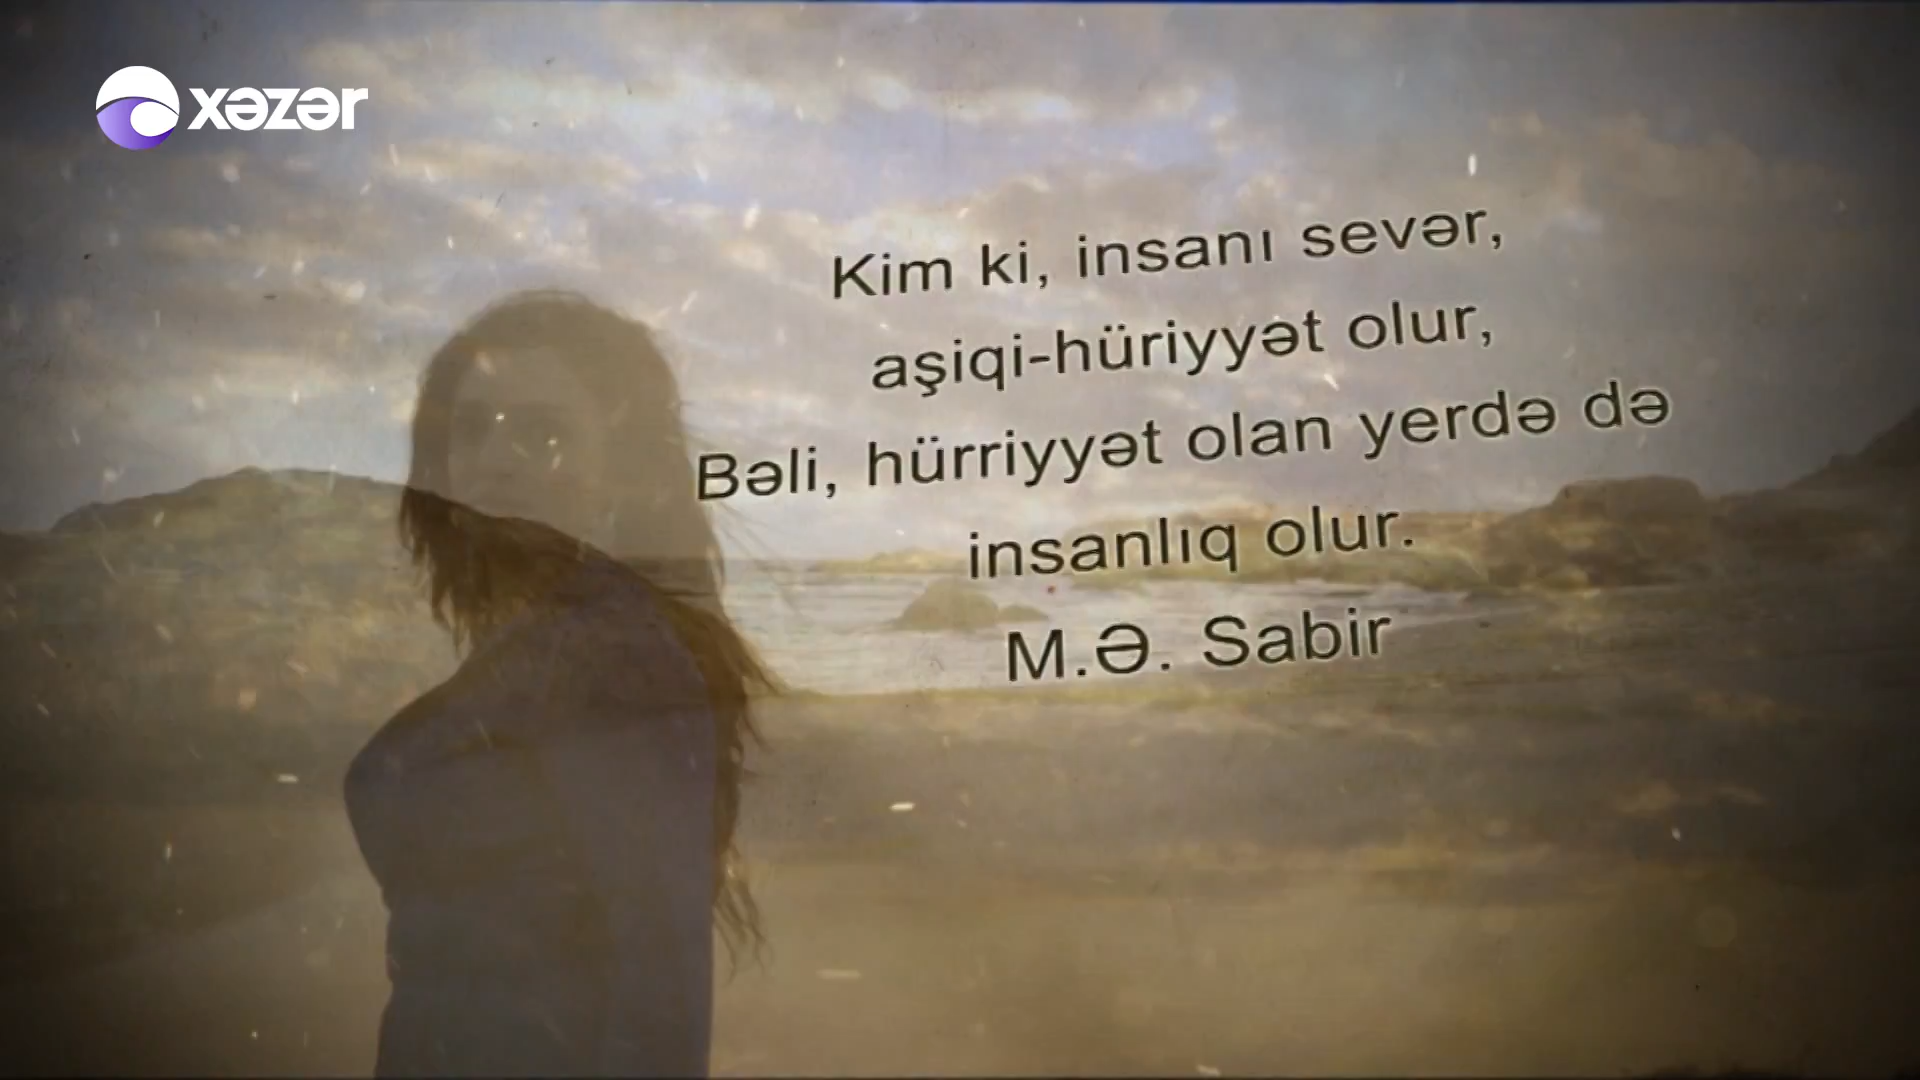 xəzər
Kim ki, insanı sevər,
aşiqi-hüriyyət olur,
Bəli, hürriyyət olan yerdə də
insanlıq olur.
M.Ə. Sabir